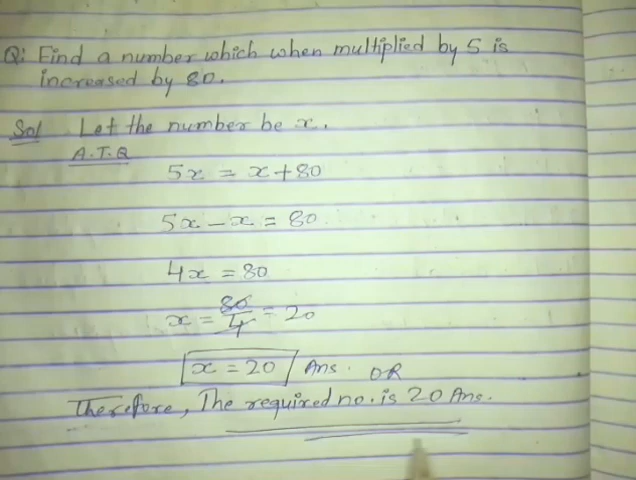 Q: Find a number which when multiplied by 5 is
increased by 80.
Sol Let the number be x.
A.T.Q
5x = x + 80
5x - x = 80
4x = 80
x = 80/4 = 20
x = 20 Ans. OR
Therefore, The required no. is 20 Ans.